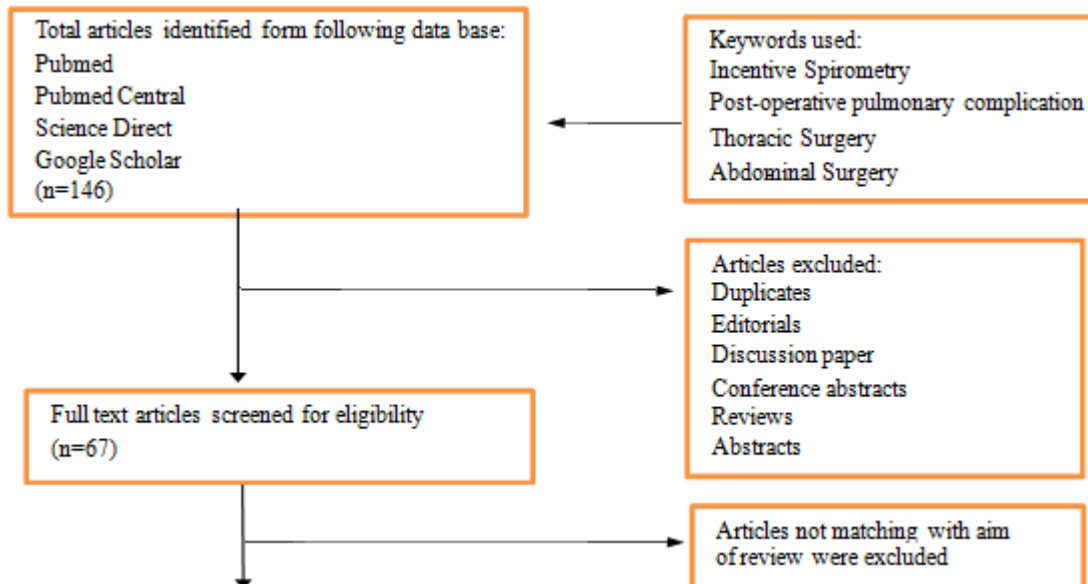 Total articles identified form following data base:
Pubmed
Pubmed Central
Science Direct
Google Scholar
(n=146)
Keywords used:
Incentive Spirometry
Post-operative pulmonary complication
Thoracic Surgery
Abdominal Surgery
Articles excluded:
Duplicates
Editorials
Discussion paper
Conference abstracts
Reviews
Abstracts
Full text articles screened for eligibility
(n=67)
Articles not matching with aim
of review were excluded